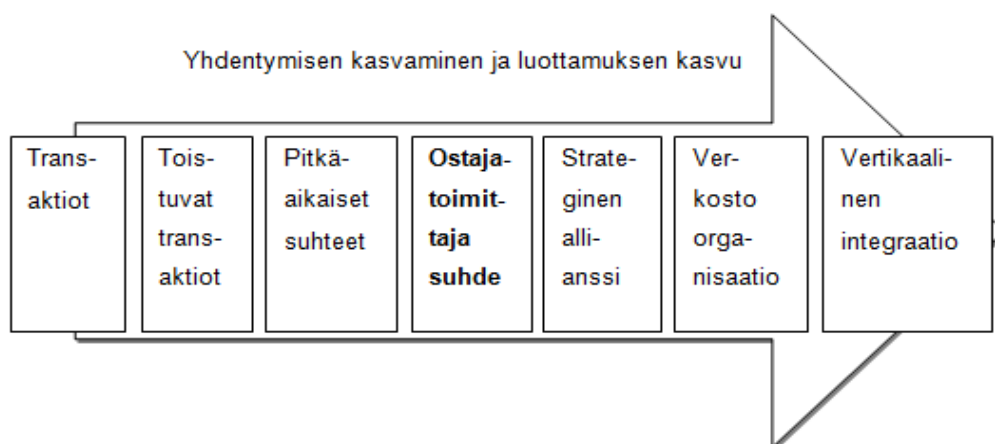 Yhdentymisen kasvaminen ja luottamuksen kasvu
Trans-
aktiot
Tois-
tuvat
trans-
aktiot
Pitkä-
aikaiset
suhteet
Ostaja-
toimit-
taja
suhde
Strate-
ginen
alli-
anssi
Ver-
kosto
orga-
nisaatio
Vertikaali-
nen
integraatio